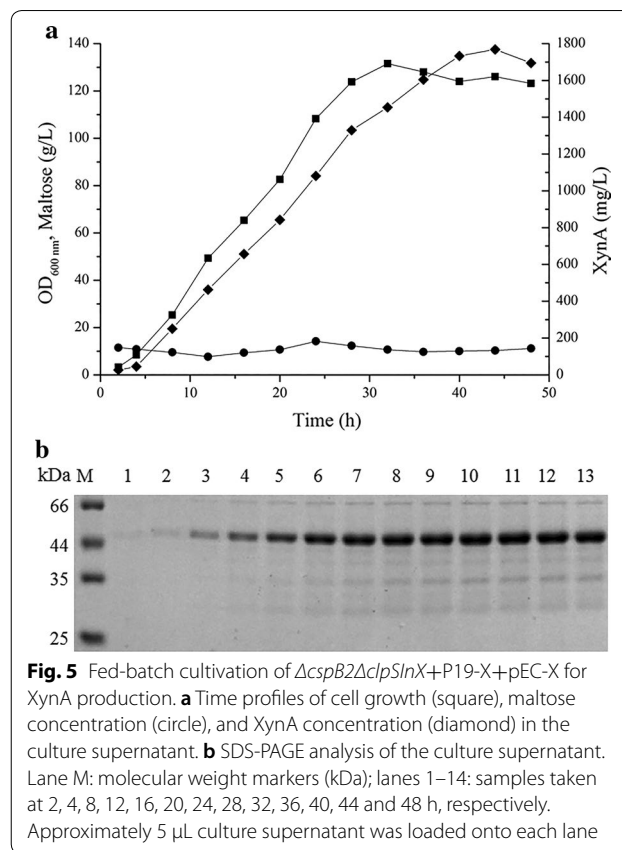 a
140
120
100
80
60
40
20
0
OD600 nm, Maltose (g/L)
1800
1600
1400
1200
1000
800
600
400
200
0
XynA (mg/L)
0 10 20 30 40 50
Time (h)
b
kDa M 1 2 3 4 5 6 7 8 9 10 11 12 13
66
44
35
25
Fig. 5 Fed-batch cultivation of ΔcspB2ΔclpSInX+P19-X+pEC-X for
XynA production. a Time profiles of cell growth (square), maltose
concentration (circle), and XynA concentration (diamond) in the
culture supernatant. b SDS-PAGE analysis of the culture supernatant.
Lane M: molecular weight markers (kDa); lanes 1–14: samples taken
at 2, 4, 8, 12, 16, 20, 24, 28, 32, 36, 40, 44 and 48 h, respectively.
Approximately 5 μL culture supernatant was loaded onto each lane